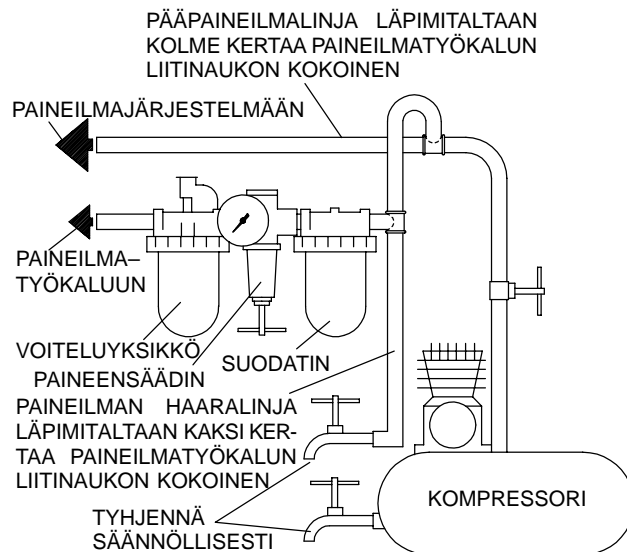 PÄÄPAINEILMALINJA LÄPIMITALTAAN
KOLME KERTAA PAINEILMATYÖKALUN
LIITINAUKON KOKOINEN
PAINEILMAJÄRJESTELMÄÄN
PAINEILMA–
TYÖKALUUN
VOITELUYKSIKKÖ
SUODATIN
PAINEENSÄÄDIN
PAINEILMAN HAARALINJA
LÄPIMITALTAAN KAKSI KER-
TAA PAINEILMATYÖKALUN
LIITINAUKON KOKOINEN
KOMPRESSORI
TYHJENNÄ
SÄÄNNÖLLISESTI